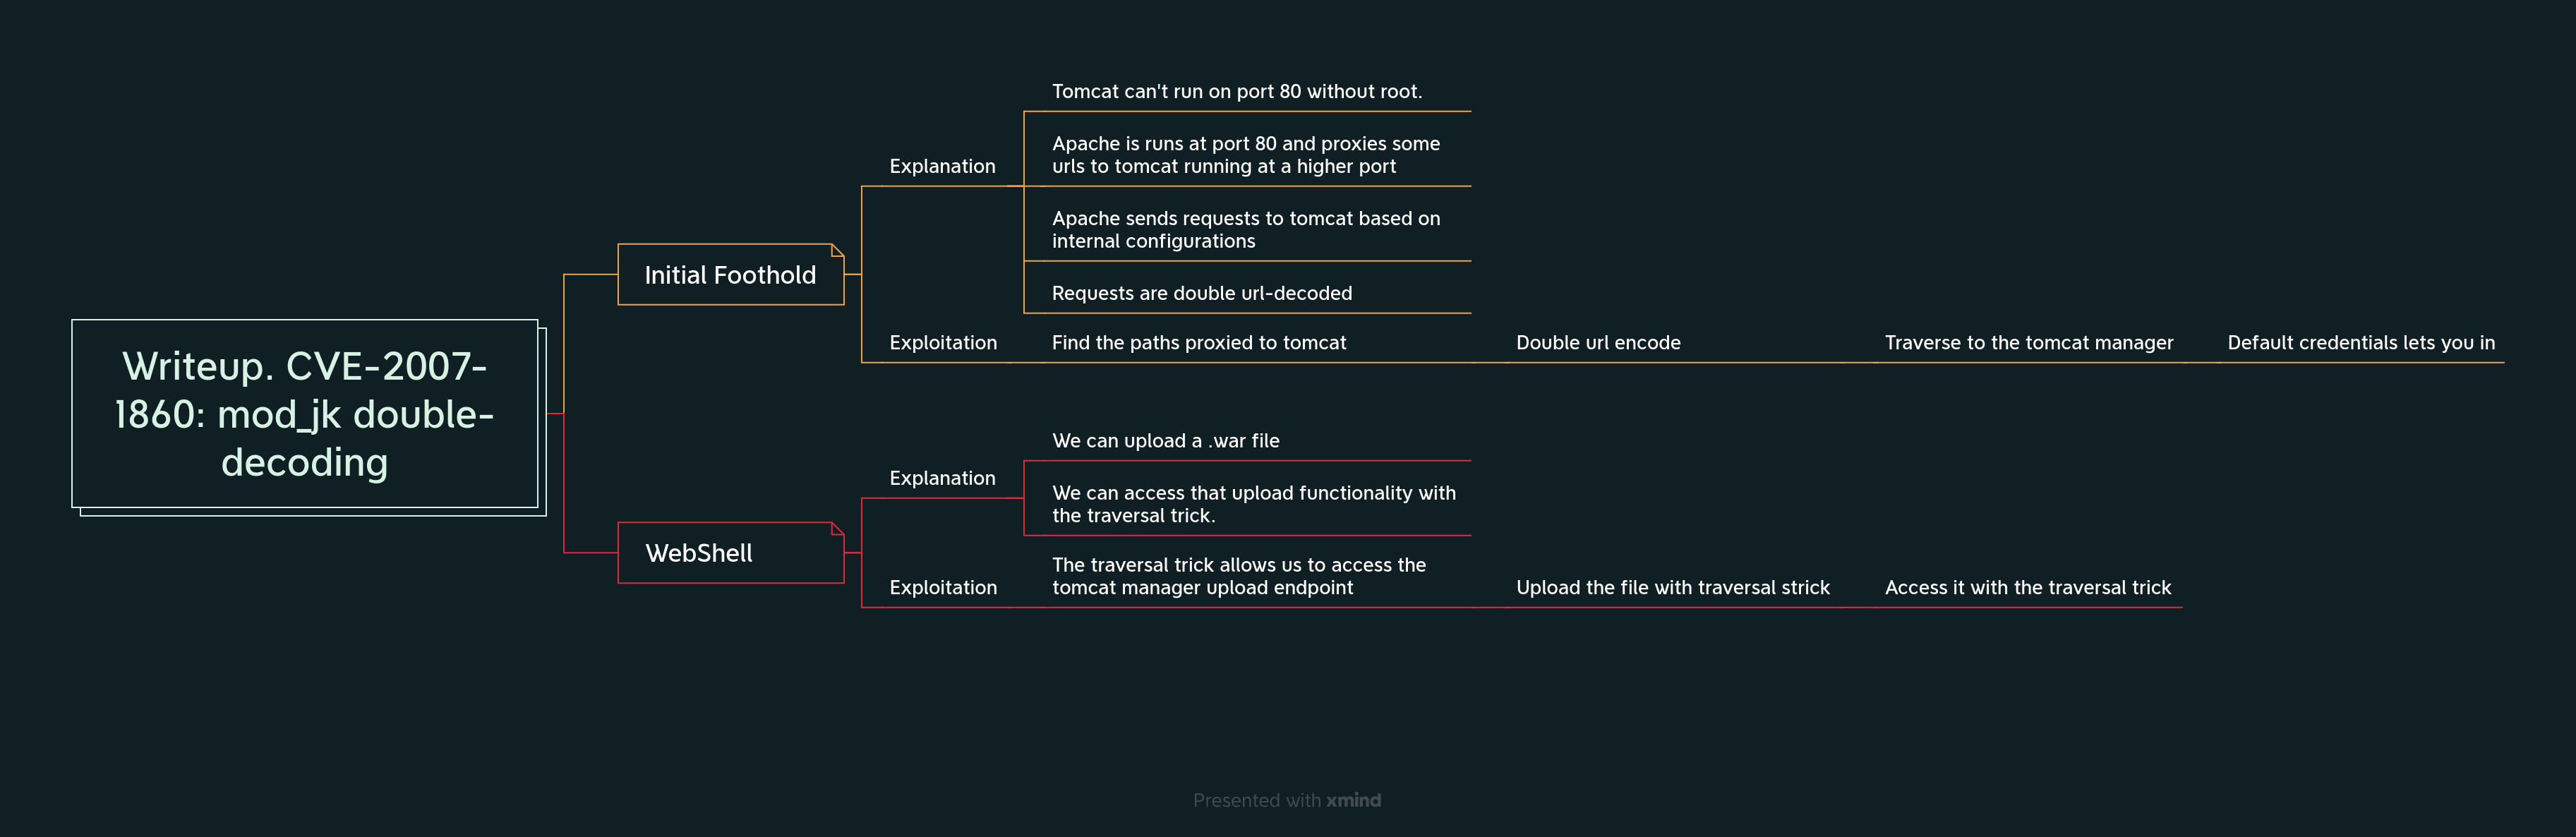 Writeup. CVE-2007-
1860: mod_jk double-
decoding
Initial Foothold
Explanation
Tomcat can't run on port 80 without root.
Apache is runs at port 80 and proxies some
urls to tomcat running at a higher port
Apache sends requests to tomcat based on
internal configurations
Requests are double url-decoded
Exploitation
Find the paths proxied to tomcat
Double url encode
Traverse to the tomcat manager
Default credentials lets you in
WebShell
Explanation
We can upload a .war file
We can access that upload functionality with
the traversal trick.
Exploitation
The traversal trick allows us to access the
tomcat manager upload endpoint
Upload the file with traversal strick
Access it with the traversal trick
Presented with xmind